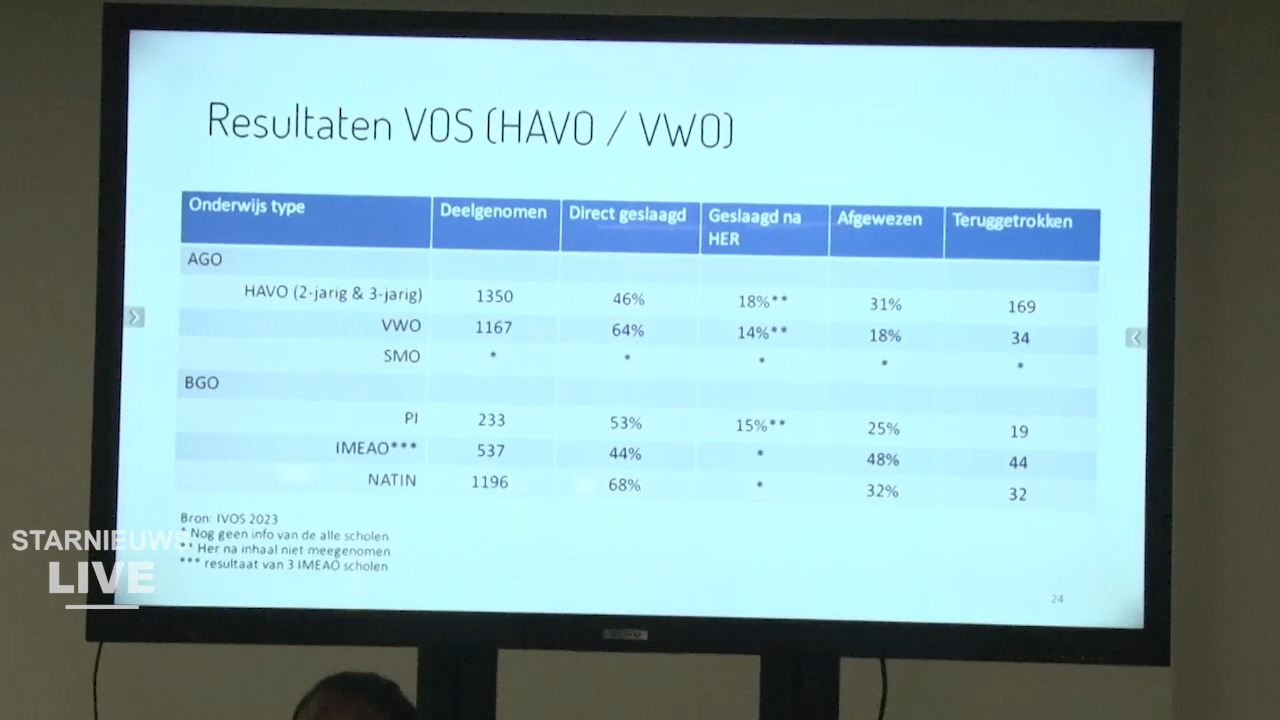 Resultaten VOS (HAVO / VWO)
Onderwijs type Deelgenomen Direct geslaagd Geslaagd na HER Afgewezen Teruggetrokken
AGO
HAVO (2-jarig & 3-jarig) 1350 46% 18%** 31% 169
VWO 1167 64% 14%** 18% 34
SMO * * * * *
BGO
PI 233 53% 15%** 25% 19
IMEAO*** 537 44% * 48% 44
NATIN 1196 68% * 32% 32
Bron: IVOS 2023
* Nog geen info van de alle scholen
** Her na inhaal niet meegenomen
*** resultaat van 3 IMEAO scholen
24
STARNIEUWS
LIVE